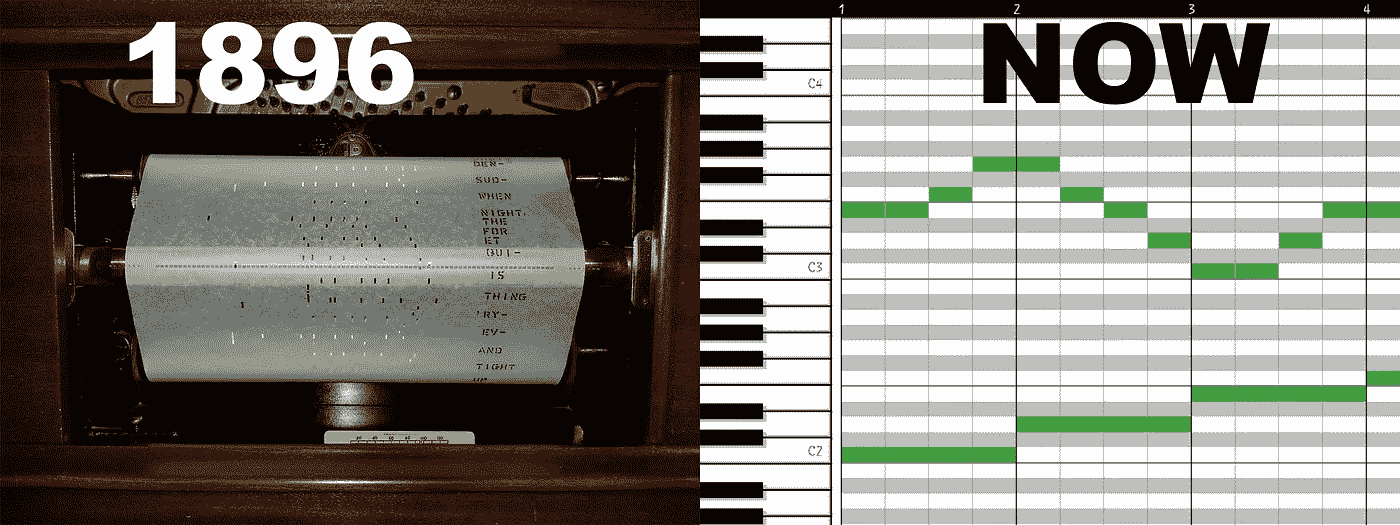 1896
DEN-
SUD-
WHEN
NIGHT.
THE
FOR
ET
QUI-
IS
THING
'RY-
EV-
AND
TIGHT
UP
1
2
3
4
NOW
C4
C3
C2